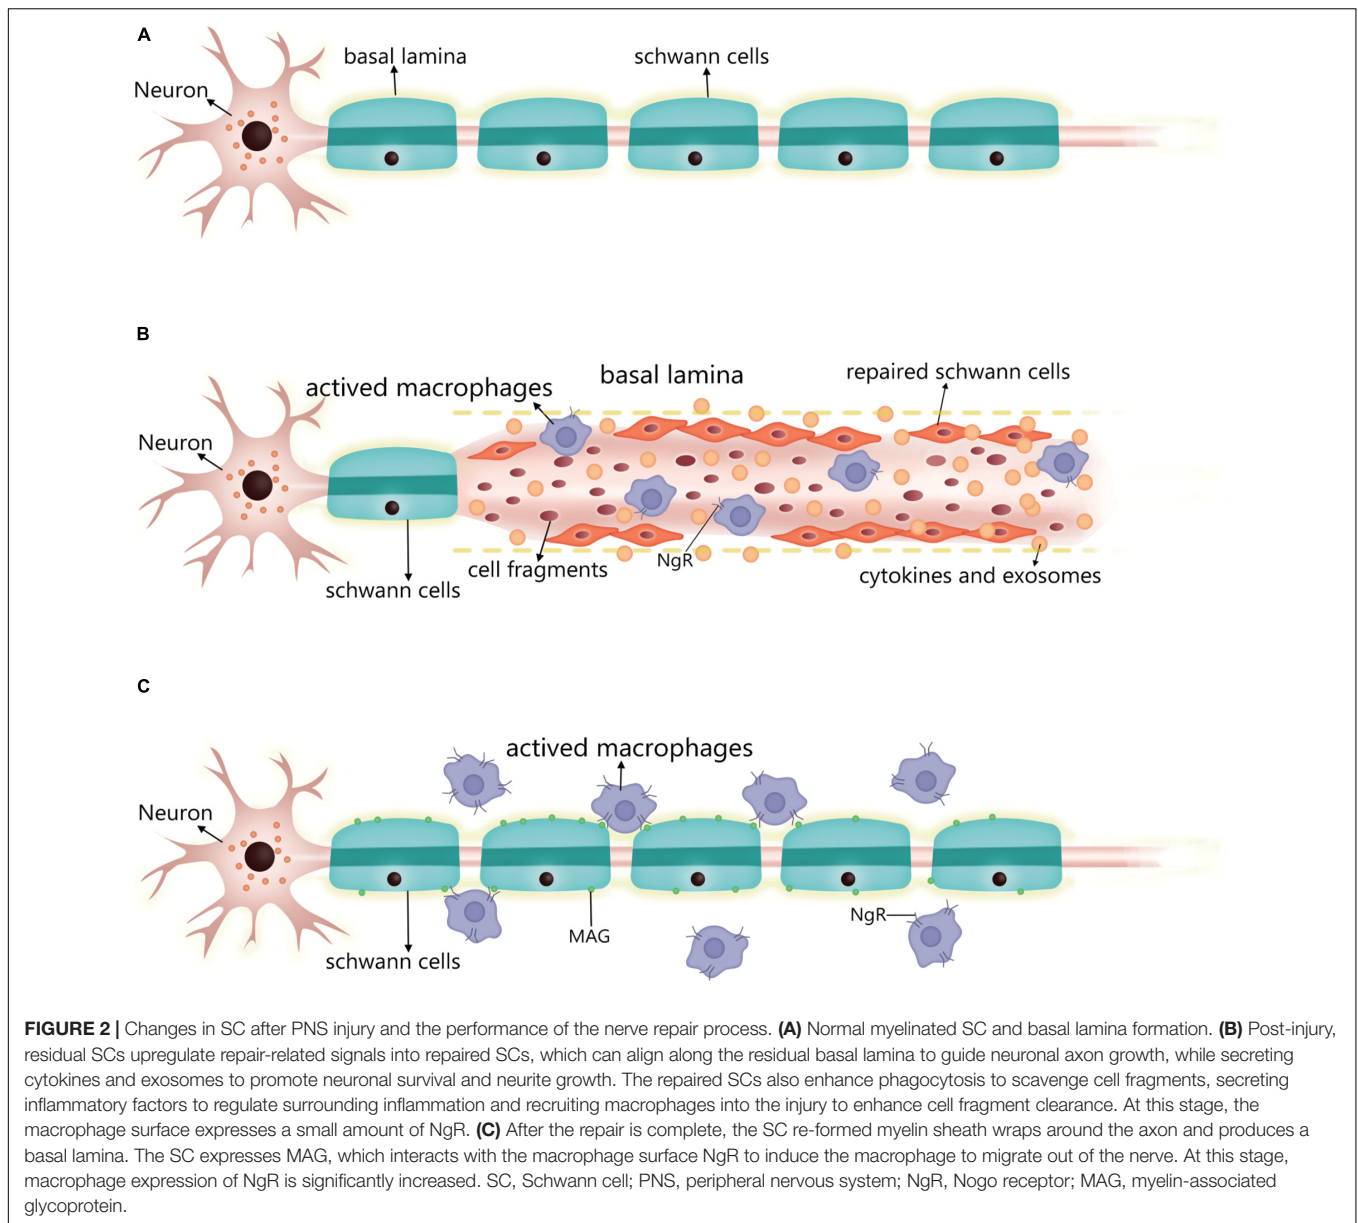 A
basal lamina
schwann cells
Neuron
B
actived macrophages
basal lamina
repaired schwann cells
Neuron
NgR
cell fragments
cytokines and exosomes
schwann cells
C
actived macrophages
Neuron
NgR
MAG
schwann cells
FIGURE 2 | Changes in SC after PNS injury and the performance of the nerve repair process. (A) Normal myelinated SC and basal lamina formation. (B) Post-injury,
residual SCs upregulate repair-related signals into repaired SCs, which can align along the residual basal lamina to guide neuronal axon growth, while secreting
cytokines and exosomes to promote neuronal survival and neurite growth. The repaired SCs also enhance phagocytosis to scavenge cell fragments, secreting
inflammatory factors to regulate surrounding inflammation and recruiting macrophages into the injury to enhance cell fragment clearance. At this stage, the
macrophage surface expresses a small amount of NgR. (C) After the repair is complete, the SC re-formed myelin sheath wraps around the axon and produces a
basal lamina. The SC expresses MAG, which interacts with the macrophage surface NgR to induce the macrophage to migrate out of the nerve. At this stage,
macrophage expression of NgR is significantly increased. SC, Schwann cell; PNS, peripheral nervous system; NgR, Nogo receptor; MAG, myelin-associated
glycoprotein.